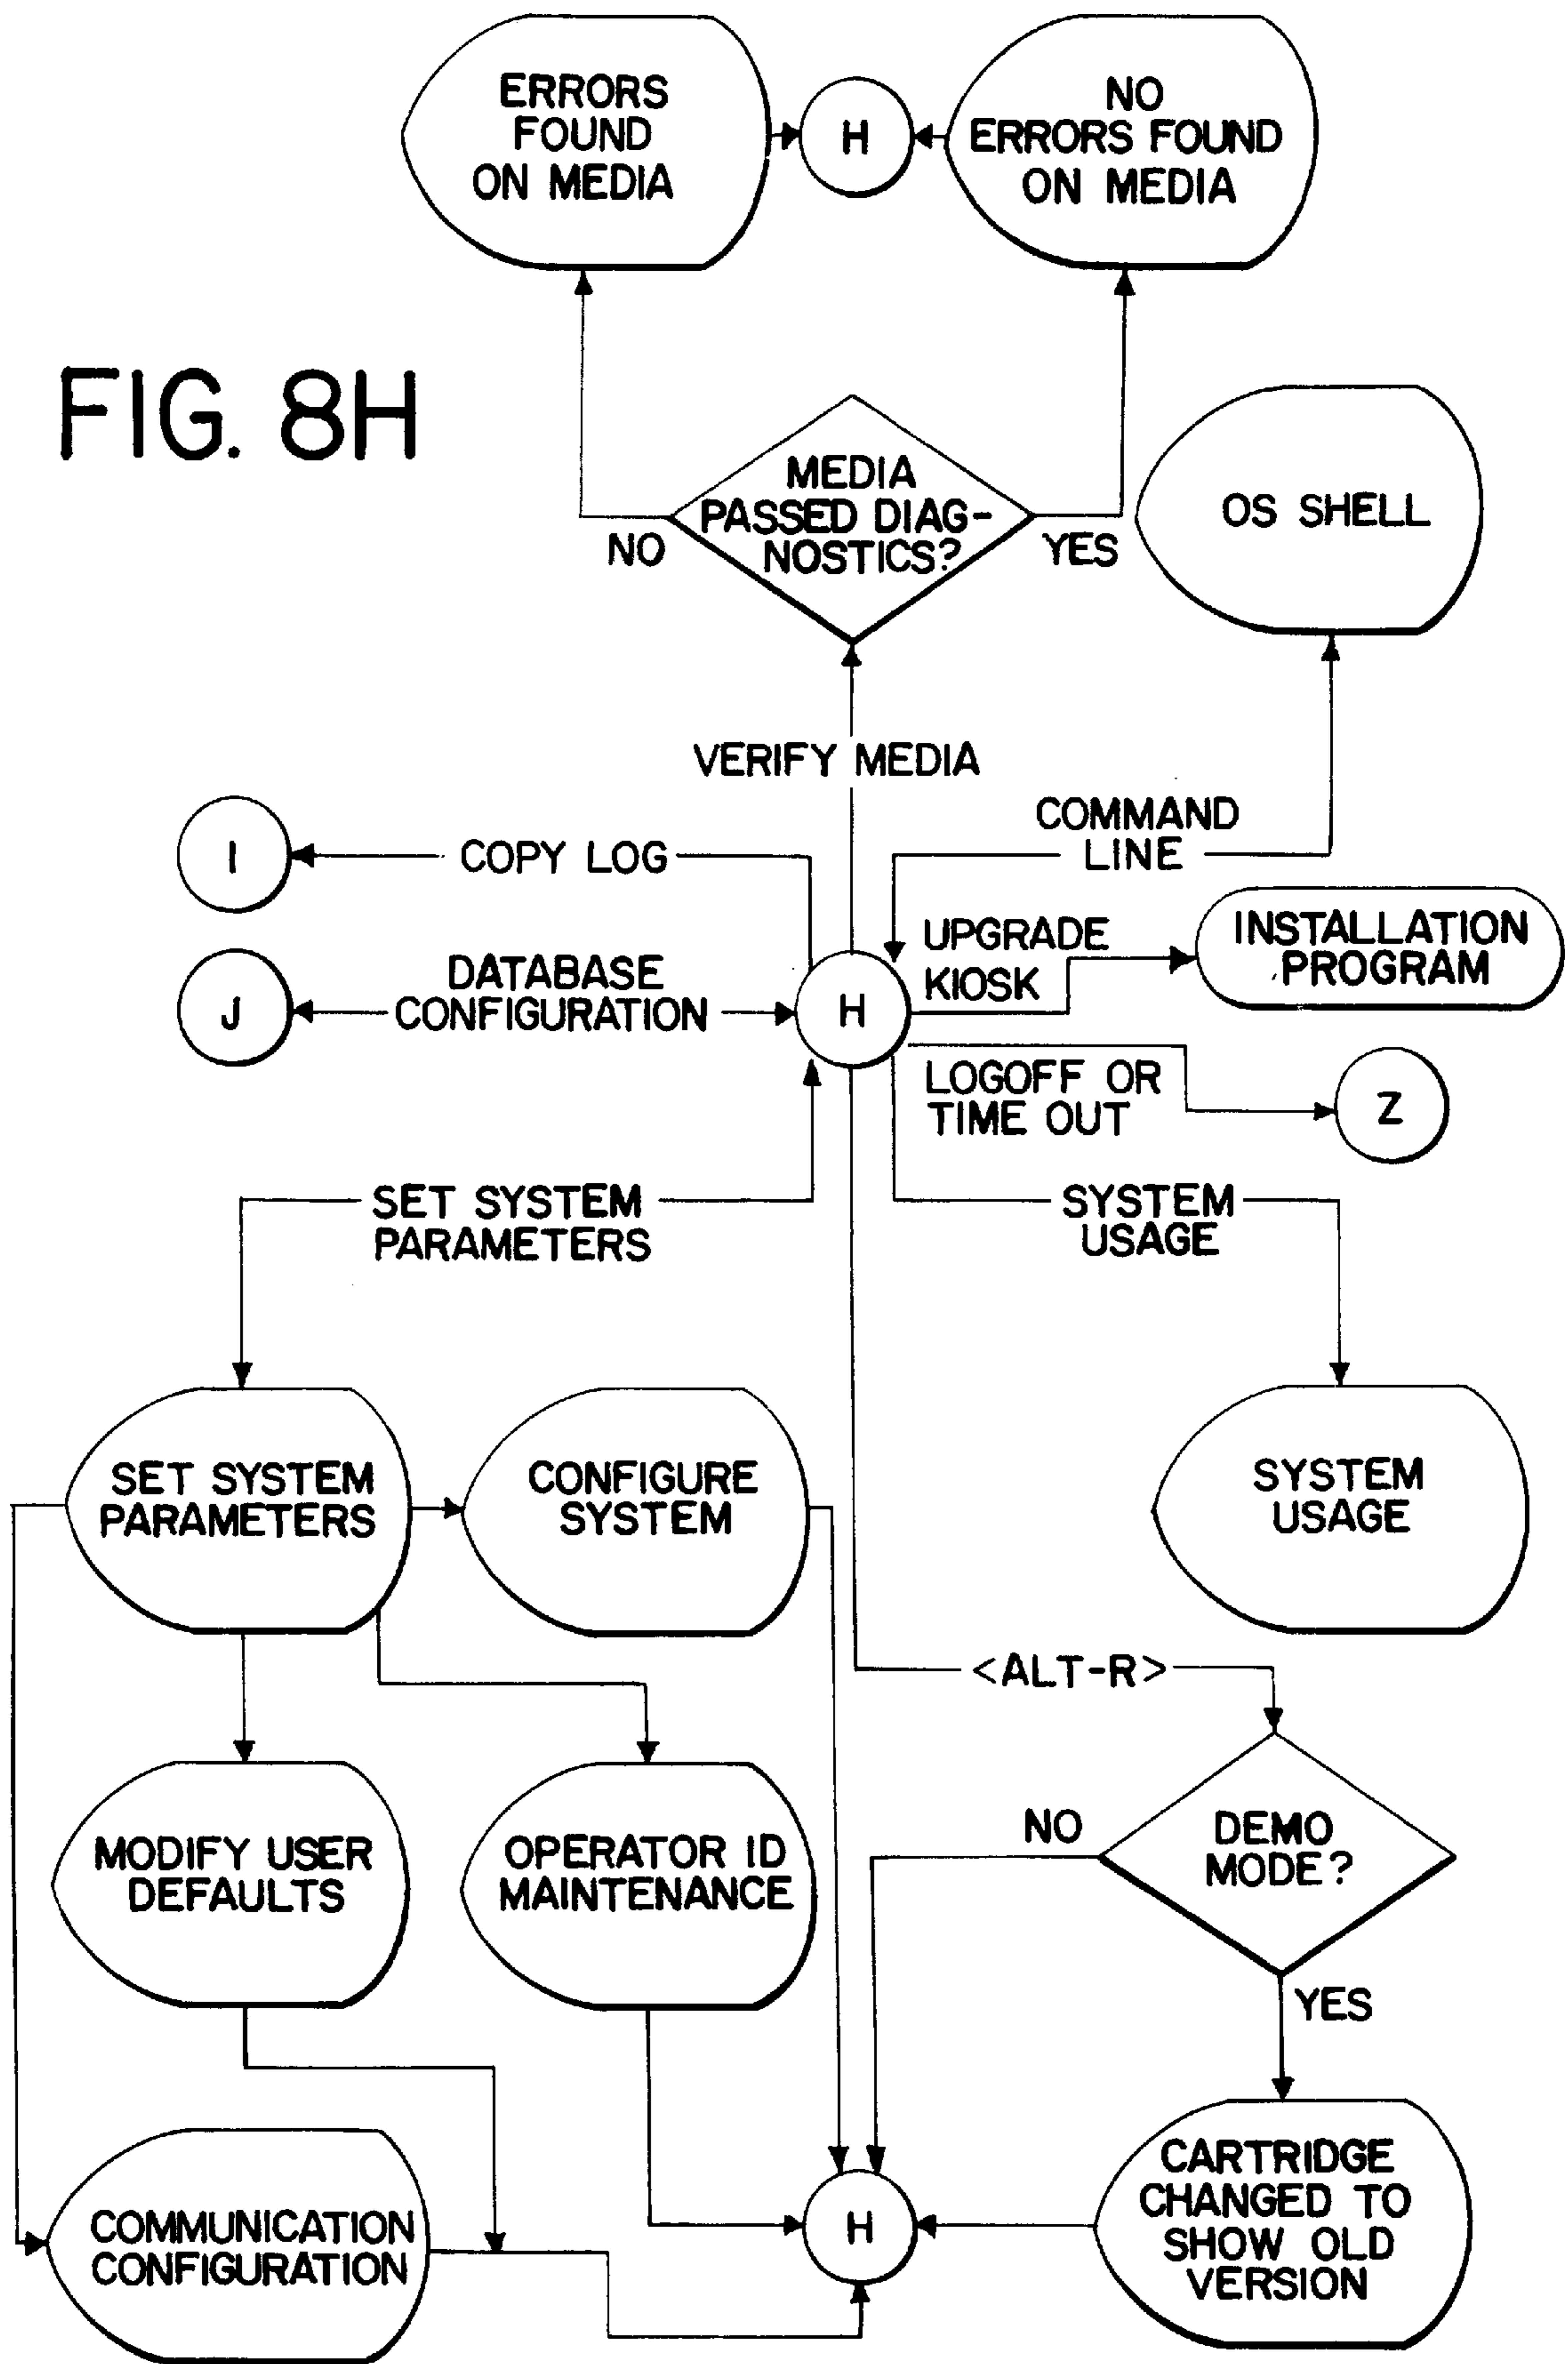 ERRORS
FOUND
ON MEDIA
H
NO
ERRORS FOUND
ON MEDIA
FIG. 8H
MEDIA
PASSED DIAG-
NOSTICS?
NO
YES
OS SHELL
VERIFY MEDIA
COMMAND
LINE
I
COPY LOG
UPGRADE
KIOSK
INSTALLATION
PROGRAM
J
DATABASE
CONFIGURATION
H
LOGOFF OR
TIME OUT
Z
SET SYSTEM
PARAMETERS
SYSTEM
USAGE
SET SYSTEM
PARAMETERS
CONFIGURE
SYSTEM
SYSTEM
USAGE
<ALT-R>
MODIFY USER
DEFAULTS
OPERATOR ID
MAINTENANCE
NO
DEMO
MODE?
YES
COMMUNICATION
CONFIGURATION
H
CARTRIDGE
CHANGED TO
SHOW OLD
VERSION